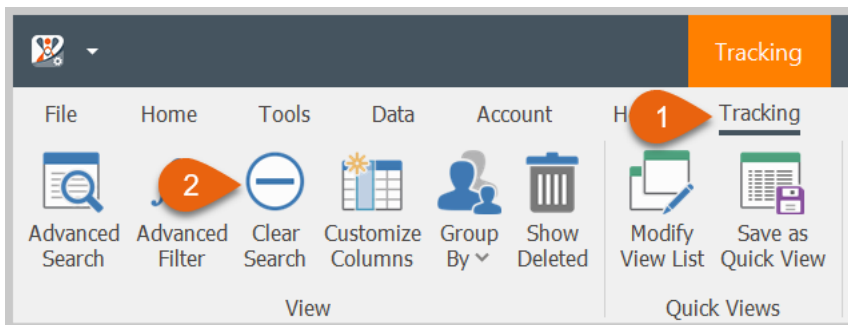 Tracking
File Home Tools Data Account H 1 Tracking
2
Advanced Search
Advanced Filter
Clear Search
Customize Columns
Group By
Show Deleted
Modify View List
Save as Quick View
View
Quick Views